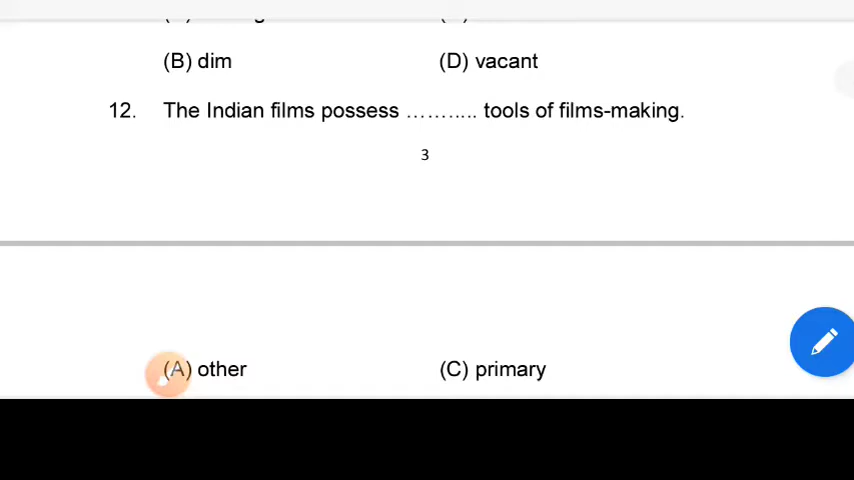 (B) dim (D) vacant
12. The Indian films possess ……..... tools of films-making.
3
(A) other (C) primary